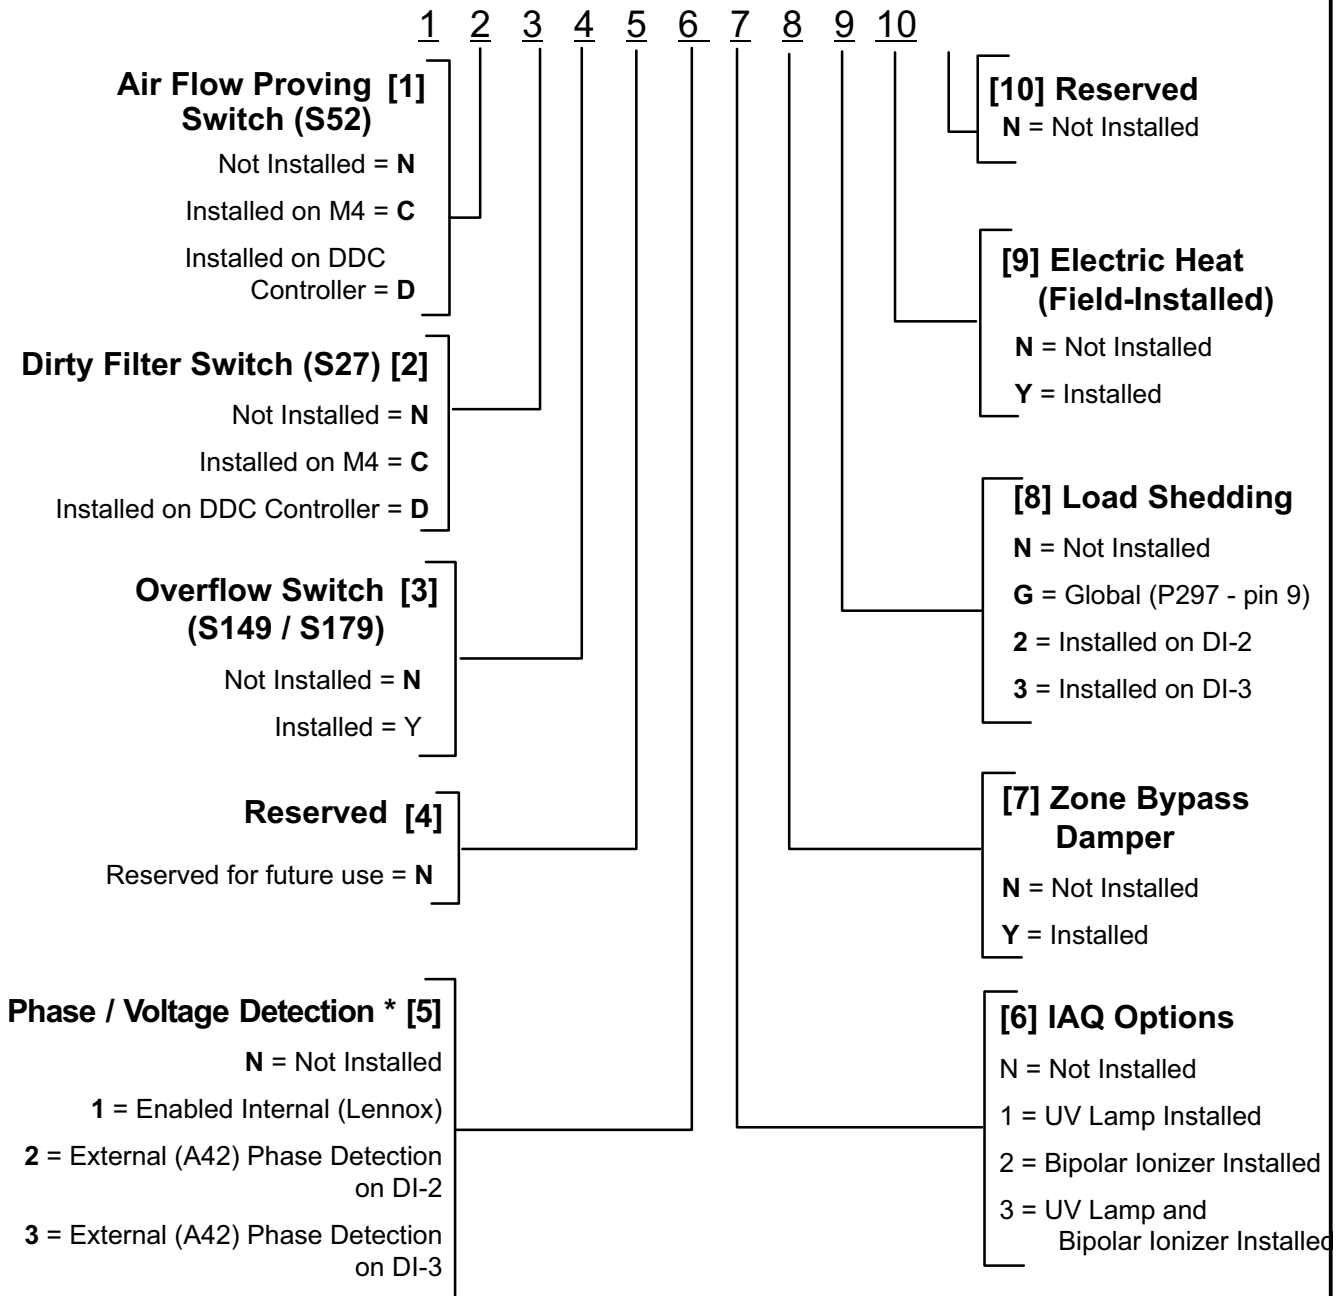 1 2 3 4 5 6 7 8 9 10
Air Flow Proving [1]
Switch (S52)
Not Installed = N
Installed on M4 = C
Installed on DDC
Controller = D
Dirty Filter Switch (S27) [2]
Not Installed = N
Installed on M4 = C
Installed on DDC Controller = D
Overflow Switch [3]
(S149 / S179)
Not Installed = N
Installed = Y
Reserved [4]
Reserved for future use = N
Phase / Voltage Detection * [5]
N = Not Installed
1 = Enabled Internal (Lennox)
2 = External (A42) Phase Detection
on DI-2
3 = External (A42) Phase Detection
on DI-3
[10] Reserved
N = Not Installed
[9] Electric Heat
(Field-Installed)
N = Not Installed
Y = Installed
[8] Load Shedding
N = Not Installed
G = Global (P297 - pin 9)
2 = Installed on DI-2
3 = Installed on DI-3
[7] Zone Bypass
Damper
N = Not Installed
Y = Installed
[6] IAQ Options
N = Not Installed
1 = UV Lamp Installed
2 = Bipolar Ionizer Installed
3 = UV Lamp and
Bipolar Ionizer Installed